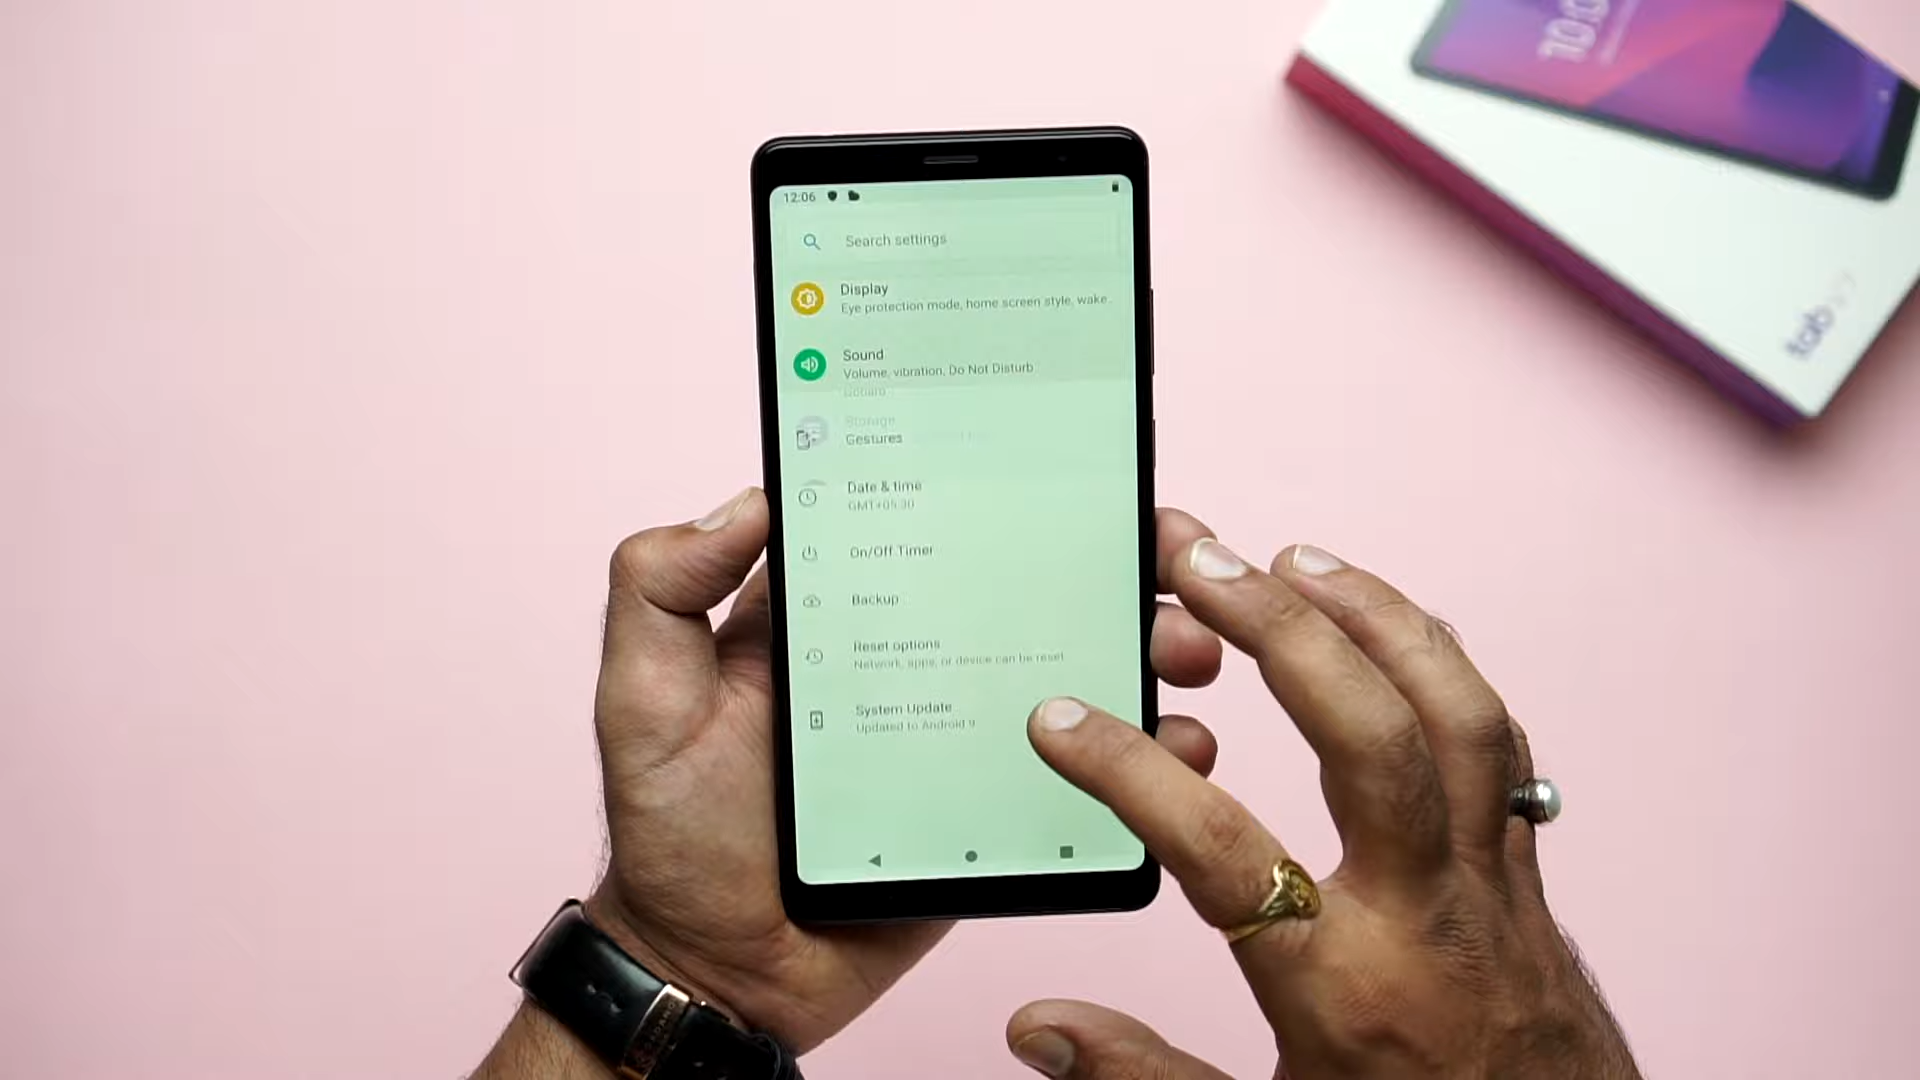 12:06
Search settings
Display
Eye protection mode, home screen style, wake..
Sound
Volume, vibration, Do Not Disturb
Storage
Gestures
Date & time
GMT+05:30
On/Off Timer
Backup
Reset options
Network, apps, or device can be reset
System Update
Updated to Android 9
tab